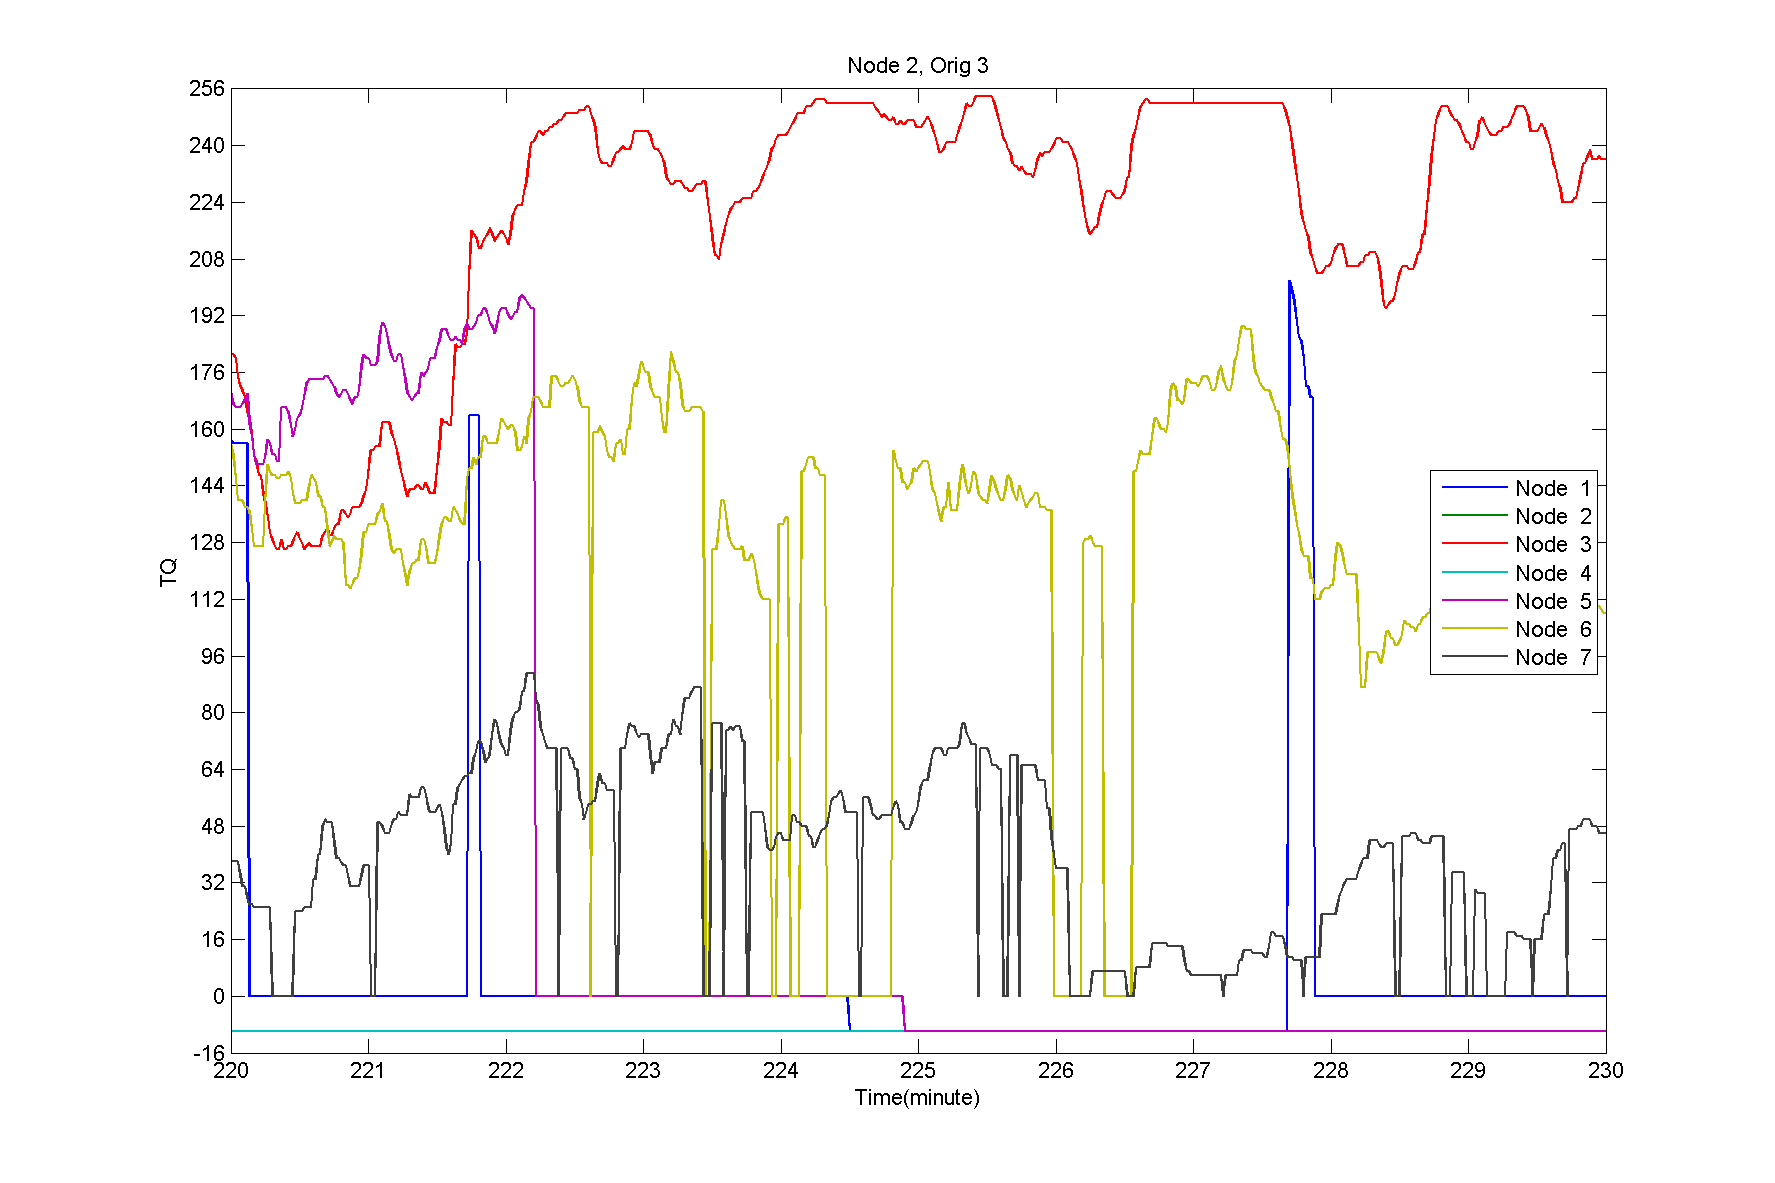 Node 2, Orig 3
256
240
224
208
192
176
160
144
128
112
96
80
64
48
32
16
0
-16
TQ
220 221 222 223 224 225 226 227 228 229 230
Time(minute)
Node 1
Node 2
Node 3
Node 4
Node 5
Node 6
Node 7